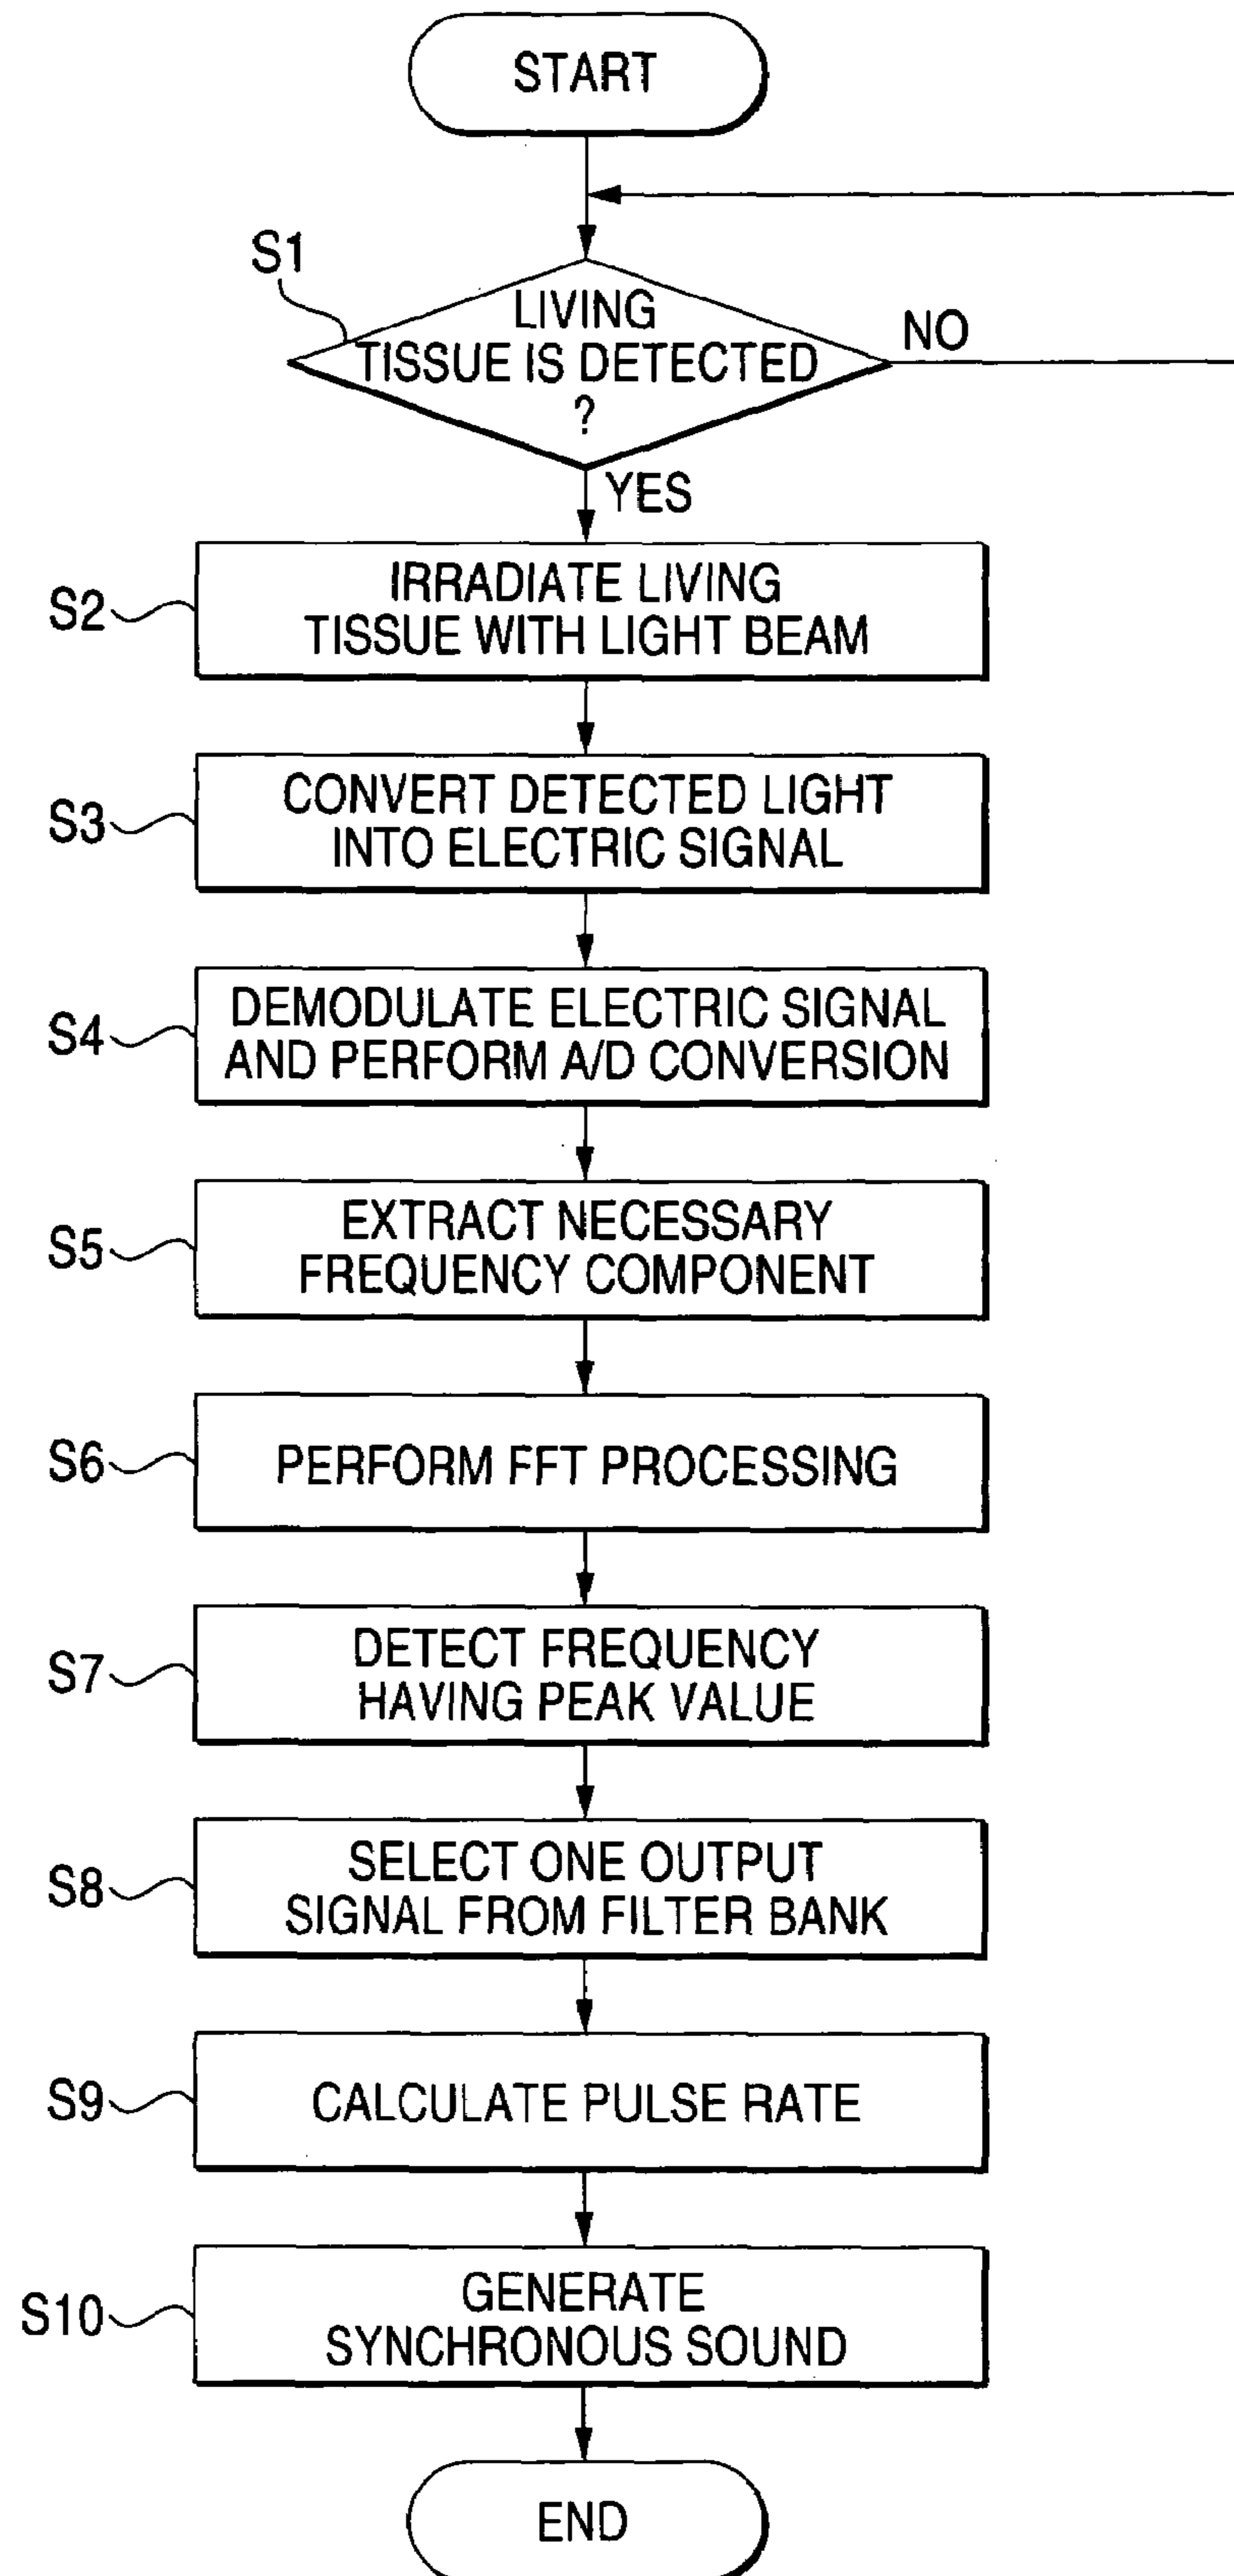 START
S1
LIVING
TISSUE IS DETECTED
?
NO
YES
S2
IRRADIATE LIVING
TISSUE WITH LIGHT BEAM
S3
CONVERT DETECTED LIGHT
INTO ELECTRIC SIGNAL
S4
DEMODULATE ELECTRIC SIGNAL
AND PERFORM A/D CONVERSION
S5
EXTRACT NECESSARY
FREQUENCY COMPONENT
S6
PERFORM FFT PROCESSING
S7
DETECT FREQUENCY
HAVING PEAK VALUE
S8
SELECT ONE OUTPUT
SIGNAL FROM FILTER BANK
S9
CALCULATE PULSE RATE
S10
GENERATE
SYNCHRONOUS SOUND
END